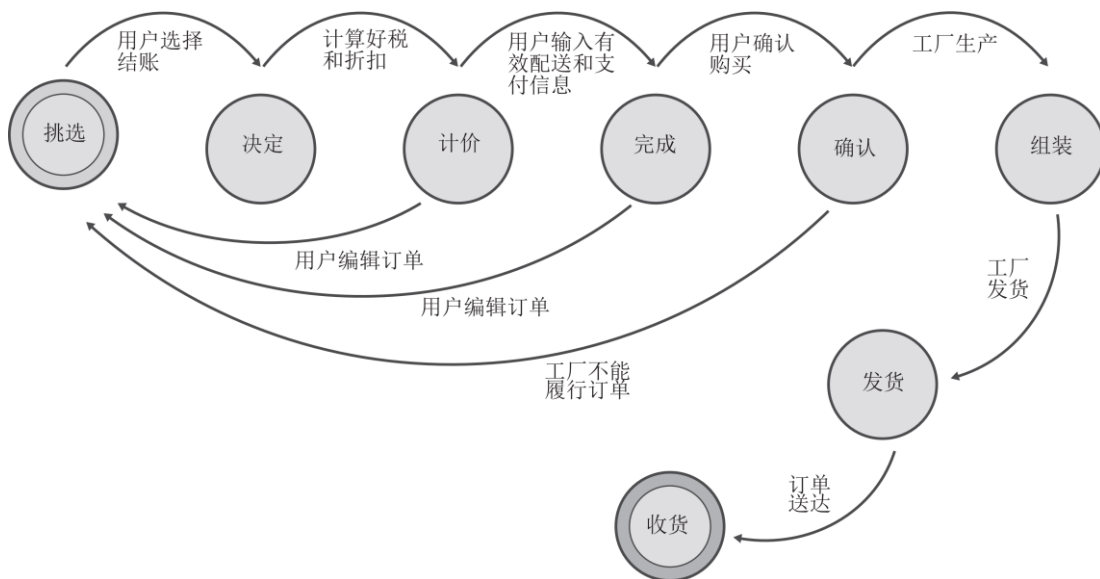 用户选择
结账
计算好税
和折扣
用户输入有
效配送和支
付信息
用户确认
购买
工厂生产
挑选
决定
计价
完成
确认
组装
用户编辑订单
用户编辑订单
工厂不能
履行订单
工厂
发货
发货
订单
送达
收货